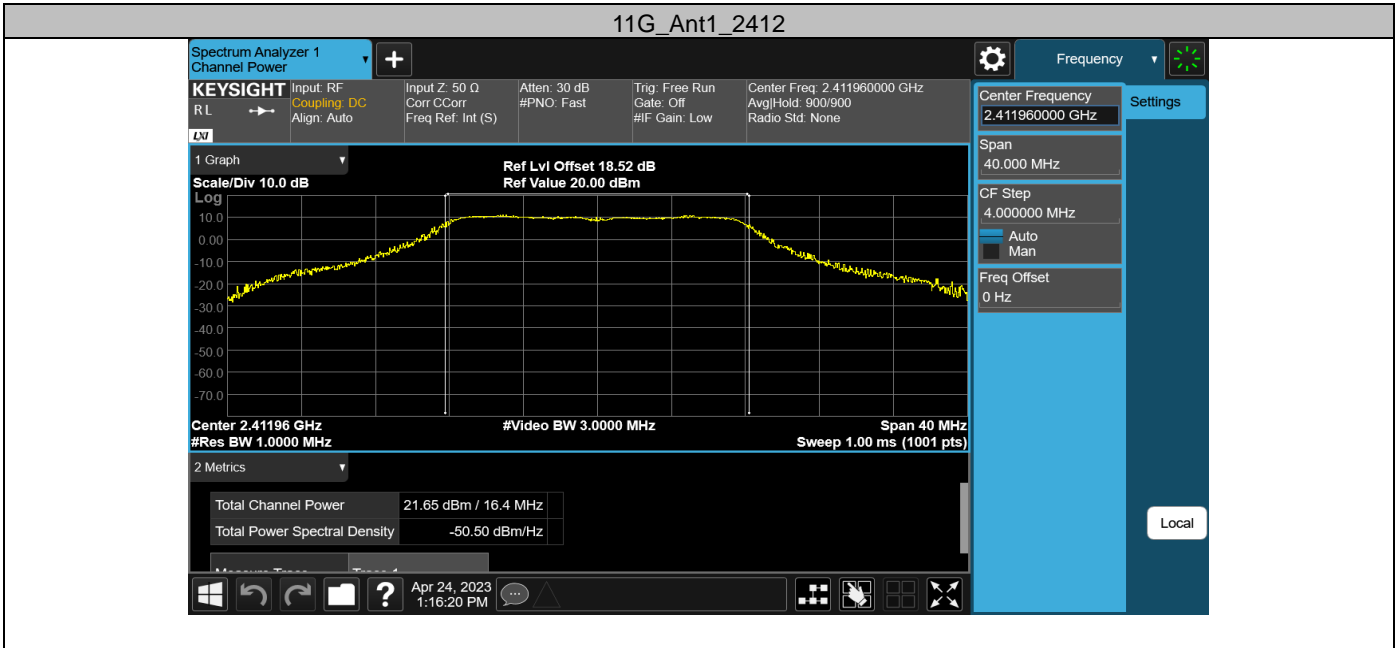 11G_Ant1_2412
Spectrum Analyzer 1
Channel Power
+
Frequency
KEYSIGHT
R L
LXI
Input: RF
Coupling: DC
Align: Auto
Input Z: 50 Ω
Corr CCorr
Freq Ref: Int (S)
Atten: 30 dB
#PNO: Fast
Trig: Free Run
Gate: Off
#IF Gain: Low
Center Freq: 2.411960000 GHz
Avg|Hold: 900/900
Radio Std: None
Center Frequency
2.411960000 GHz
Settings
Span
40.000 MHz
CF Step
4.000000 MHz
Auto
Man
Freq Offset
0 Hz
Local
1 Graph
Scale/Div 10.0 dB
Ref Lvl Offset 18.52 dB
Ref Value 20.00 dBm
Log
10.0
0.00
-10.0
-20.0
-30.0
-40.0
-50.0
-60.0
-70.0
Center 2.41196 GHz
#Video BW 3.0000 MHz
Span 40 MHz
#Res BW 1.0000 MHz
Sweep 1.00 ms (1001 pts)
2 Metrics
Total Channel Power 21.65 dBm / 16.4 MHz
Total Power Spectral Density -50.50 dBm/Hz
Measure Trace Trace 1
?
Apr 24, 2023
1:16:20 PM